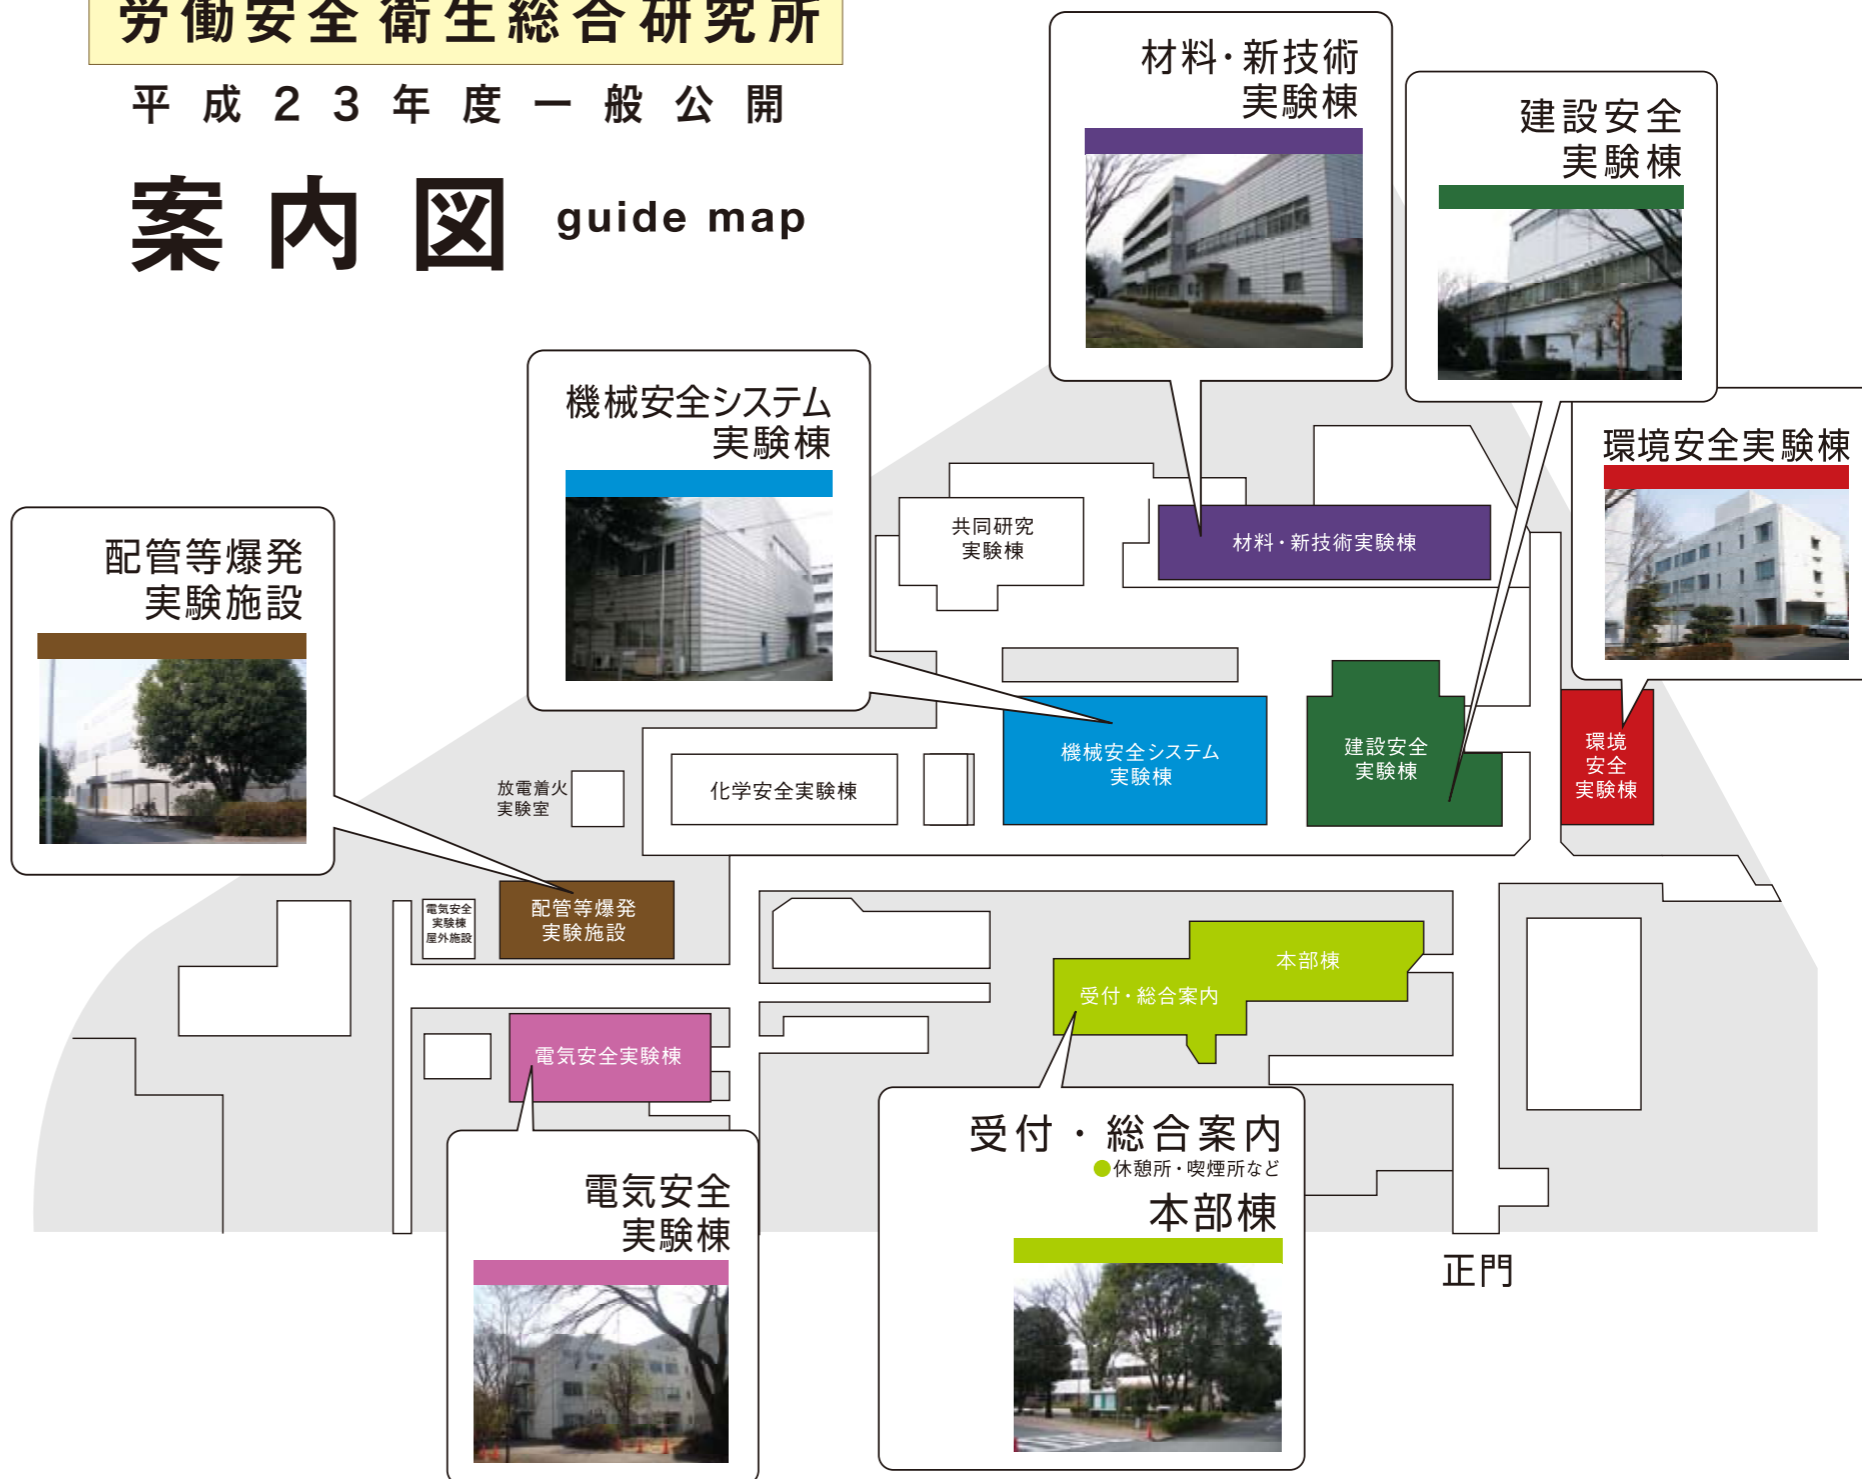 労働安全衛生総合研究所
平成23年度一般公開
案内図 guide map
材料・新技術
実験棟
建設安全
実験棟
機械安全システム
実験棟
環境安全実験棟
配管等爆発
実験施設
共同研究
実験棟
材料・新技術実験棟
機械安全システム
実験棟
建設安全
実験棟
環境
安全
実験棟
放電着火
実験室
化学安全実験棟
電気安全
実験棟
屋外施設
配管等爆発
実験施設
本部棟
受付・総合案内
電気安全実験棟
受付・総合案内
●休憩所・喫煙所など
本部棟
電気安全
実験棟
正門